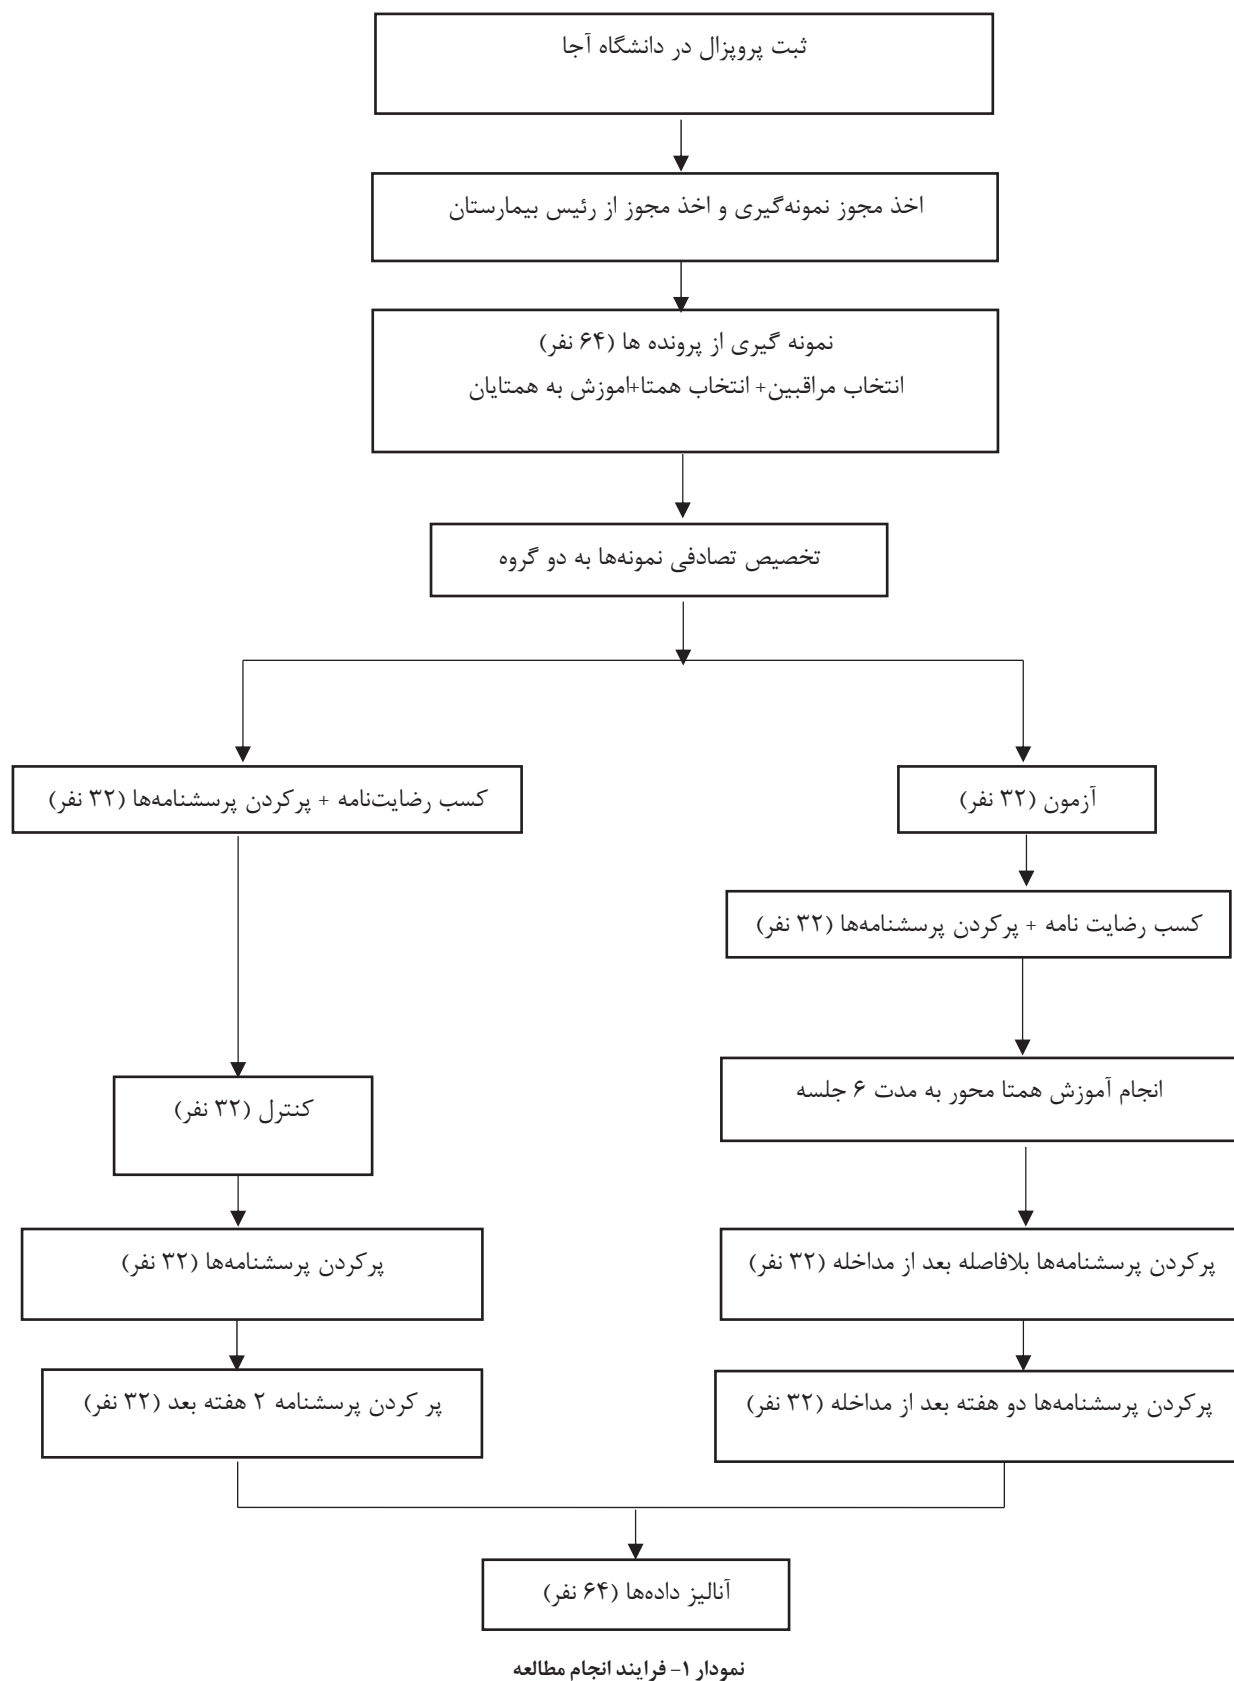 ثبت پروپزال در دانشگاه آجا
اخذ مجوز نمونه‌گیری و اخذ مجوز از رئیس بیمارستان
نمونه گیری از پرونده ها (۶۴ نفر)
انتخاب مراقبین+ انتخاب همتا+اموزش به همتایان
تخصیص تصادفی نمونه‌ها به دو گروه
آزمون (۳۲ نفر)
کسب رضایت‌نامه + پرکردن پرسشنامه‌ها (۳۲ نفر)
کسب رضایت نامه + پرکردن پرسشنامه‌ها (۳۲ نفر)
انجام آموزش همتا محور به مدت ۶ جلسه
کنترل (۳۲ نفر)
پرکردن پرسشنامه‌ها بلافاصله بعد از مداخله (۳۲ نفر)
پرکردن پرسشنامه‌ها (۳۲ نفر)
پرکردن پرسشنامه‌ها دو هفته بعد از مداخله (۳۲ نفر)
پر کردن پرسشنامه ۲ هفته بعد (۳۲ نفر)
آنالیز داده‌ها (۶۴ نفر)
نمودار ۱- فرایند انجام مطالعه